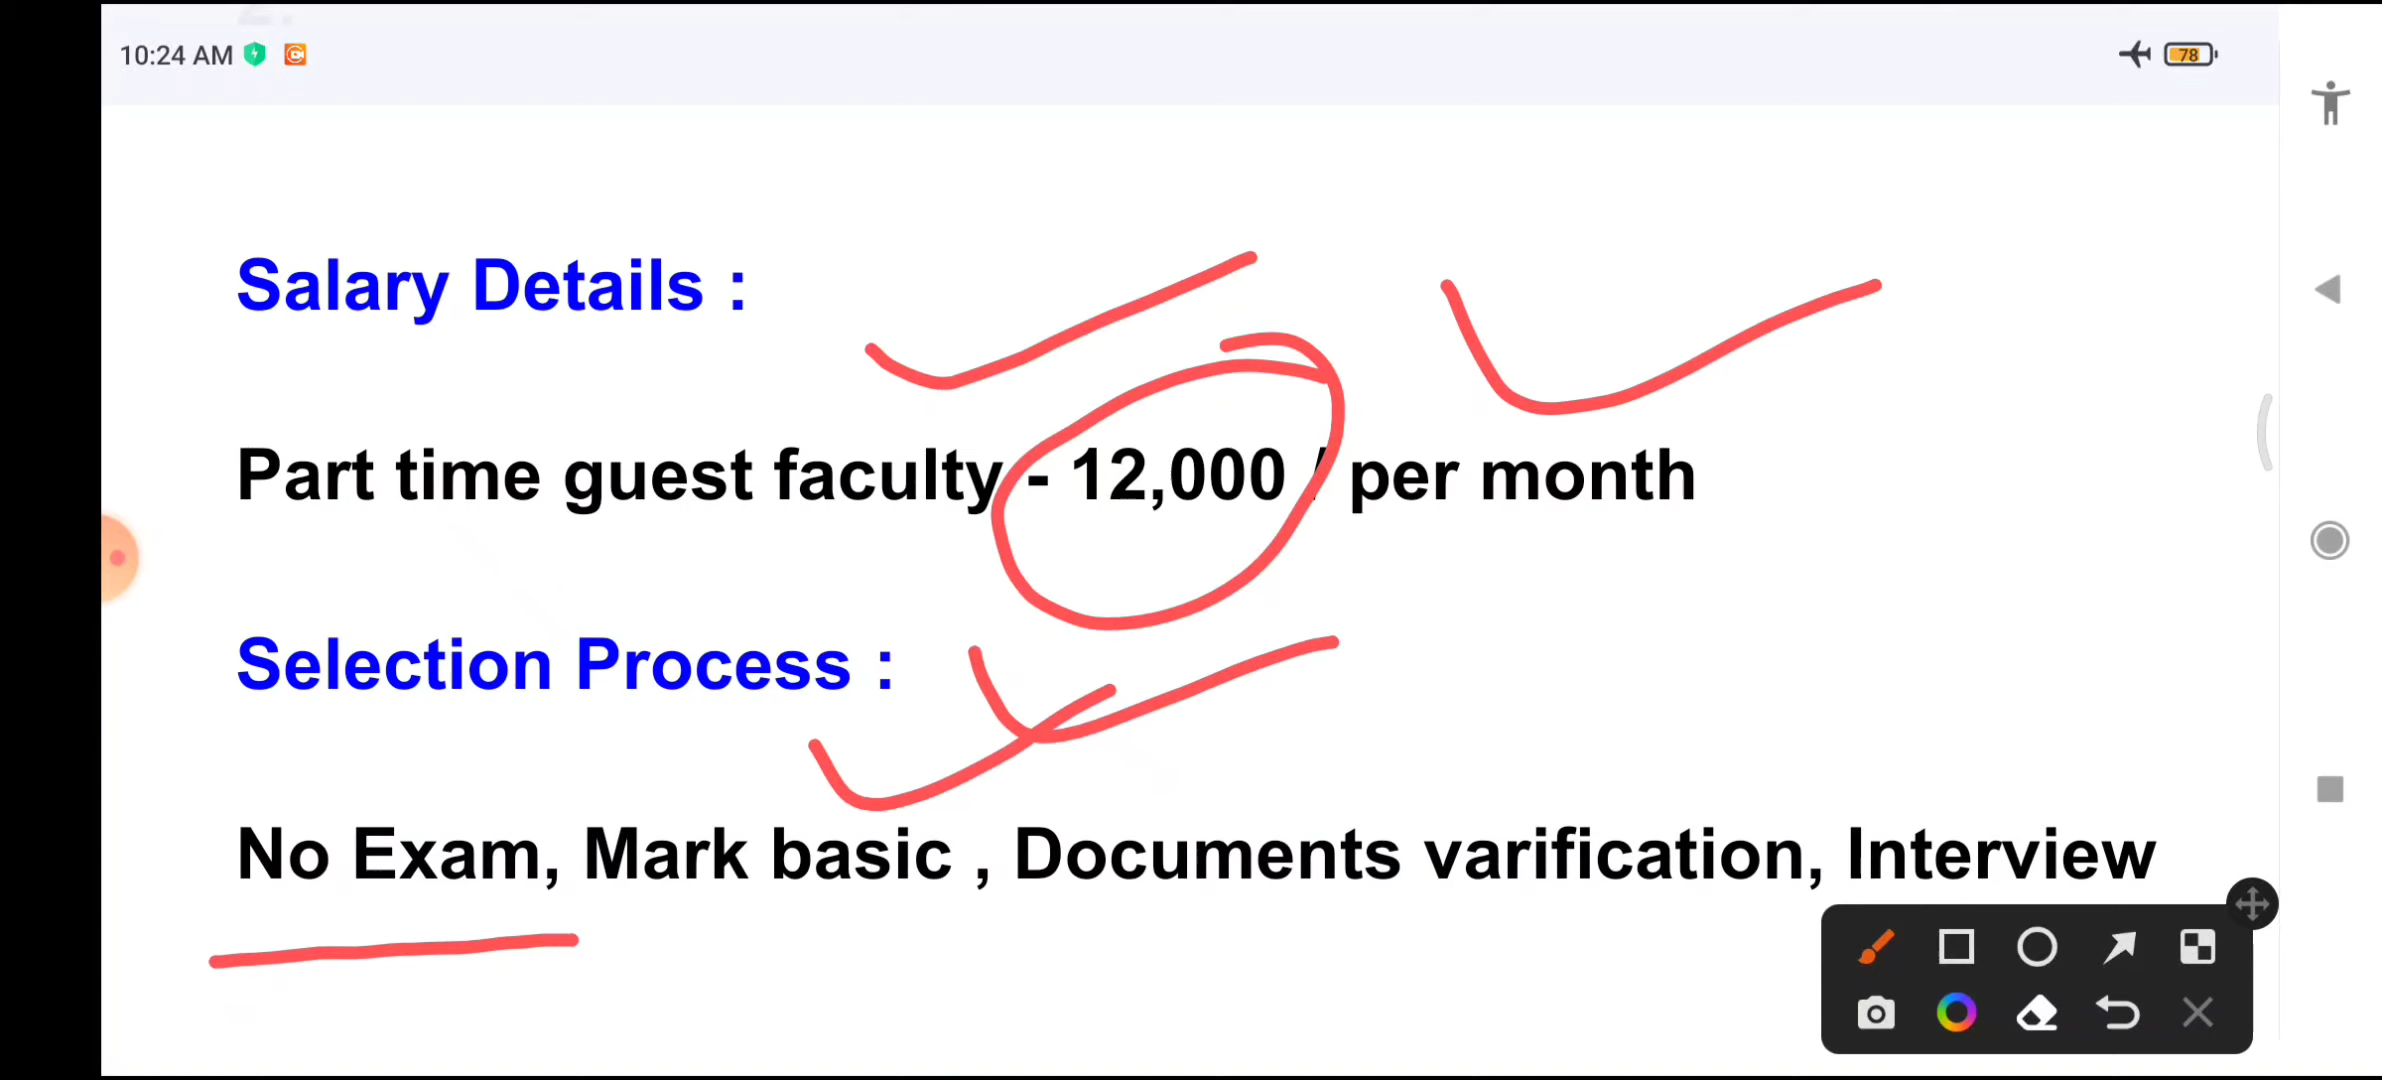 10:24 AM
78
Salary Details :
Part time guest faculty - 12,000 / per month
Selection Process :
No Exam, Mark basic , Documents varification, Interview